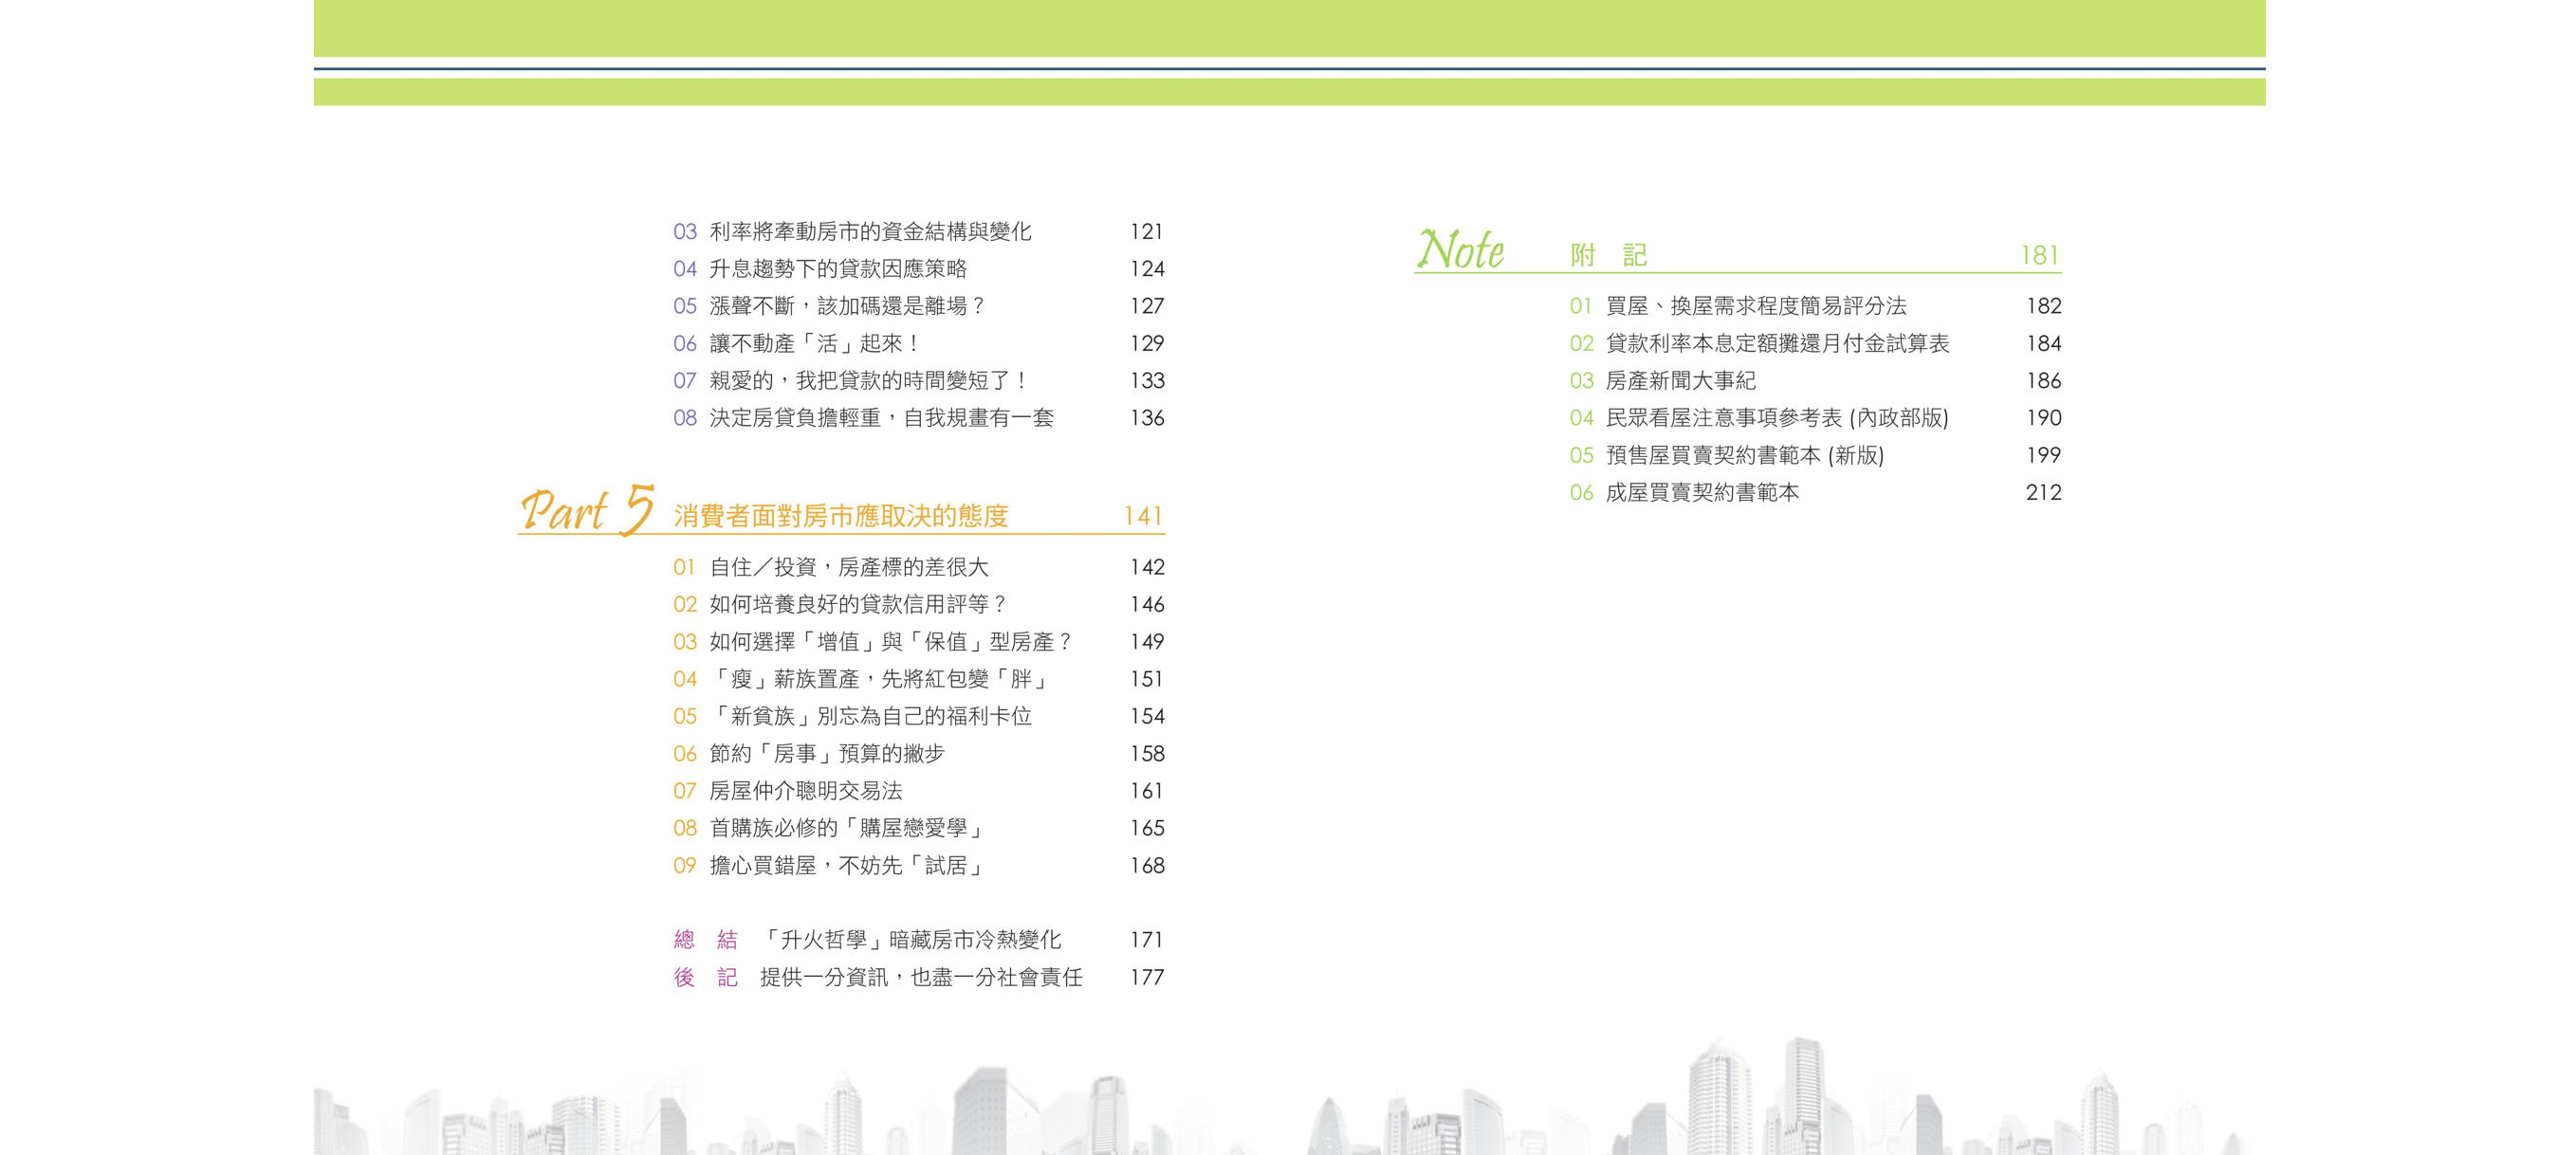 03 利率將牽動房市的資金結構與變化 121
04 升息趨勢下的貸款因應策略 124
05 漲聲不斷，該加碼還是離場？ 127
06 讓不動產「活」起來！ 129
07 親愛的，我把貸款的時間變短了！ 133
08 決定房貸負擔輕重，自我規畫有一套 136
Part 5 消費者面對房市應取決的態度 141
01 自住／投資，房產標的差很大 142
02 如何培養良好的貸款信用評等？ 146
03 如何選擇「增值」與「保值」型房產？ 149
04 「瘦」薪族置產，先將紅包變「胖」 151
05 「新貧族」別忘為自己的福利卡位 154
06 節約「房事」預算的撇步 158
07 房屋仲介聰明交易法 161
08 首購族必修的「購屋戀愛學」 165
09 擔心買錯屋，不妨先「試居」 168
總 結 「升火哲學」暗藏房市冷熱變化 171
後 記 提供一分資訊，也盡一分社會責任 177
Note 附 記 181
01 買屋、換屋需求程度簡易評分法 182
02 貸款利率本息定額攤還月付金試算表 184
03 房產新聞大事紀 186
04 民眾看屋注意事項參考表 (內政部版) 190
05 預售屋買賣契約書範本 (新版) 199
06 成屋買賣契約書範本 212